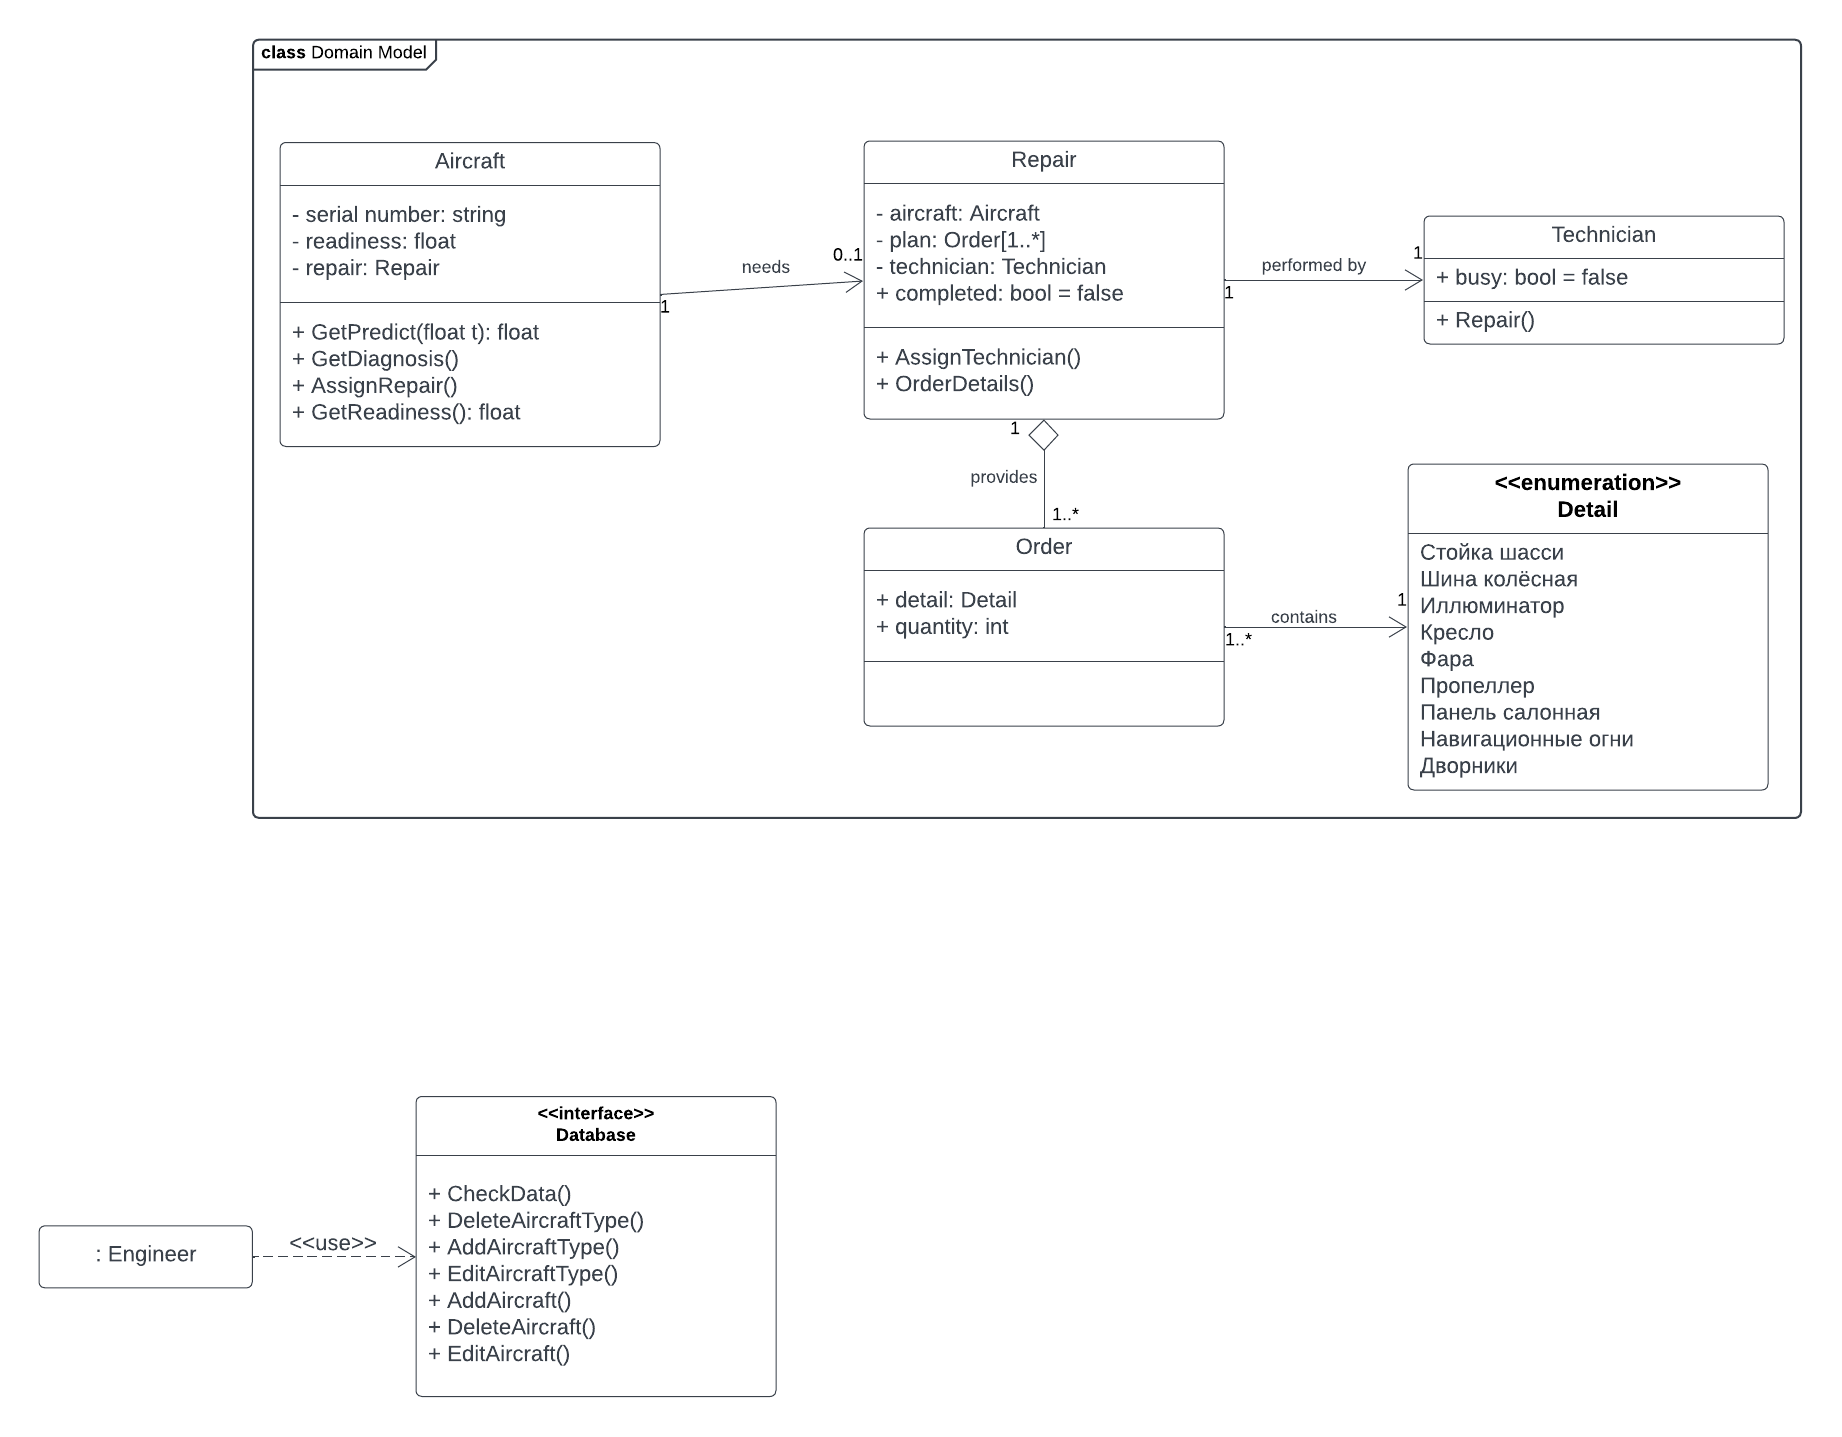 class Domain Model
Aircraft
- serial number: string
- readiness: float
- repair: Repair
+ GetPredict(float t): float
+ GetDiagnosis()
+ AssignRepair()
+ GetReadiness(): float
1
needs
0..1
Repair
- aircraft: Aircraft
- plan: Order[1..*]
- technician: Technician
+ completed: bool = false
+ AssignTechnician()
+ OrderDetails()
1
performed by
1
Technician
+ busy: bool = false
+ Repair()
1
provides
1..*
Order
+ detail: Detail
+ quantity: int
1..*
contains
1
<<enumeration>>
Detail
Стойка шасси
Шина колёсная
Иллюминатор
Кресло
Фара
Пропеллер
Панель салонная
Навигационные огни
Дворники
: Engineer
<<use>>
<<interface>>
Database
+ CheckData()
+ DeleteAircraftType()
+ AddAircraftType()
+ EditAircraftType()
+ AddAircraft()
+ DeleteAircraft()
+ EditAircraft()